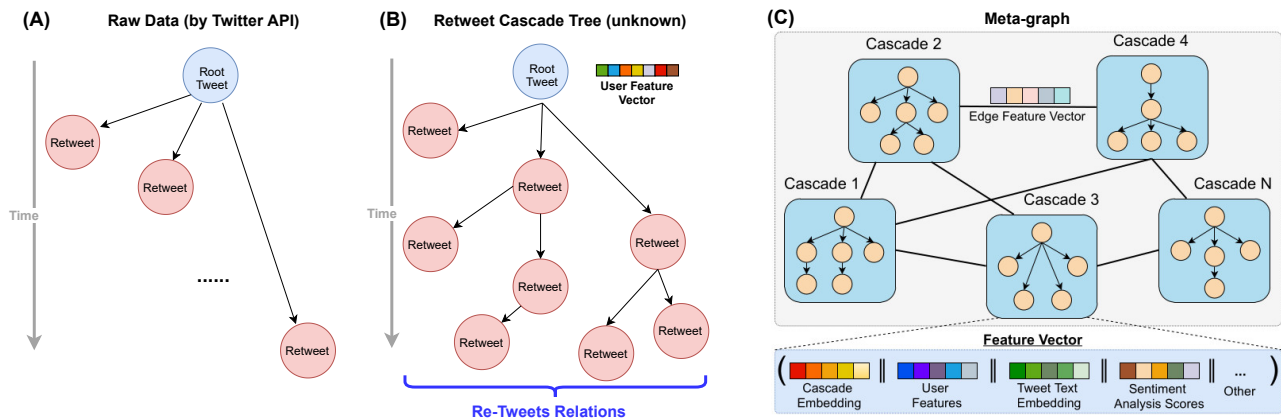 (A)
Raw Data (by Twitter API)
Time
Root
Tweet
Retweet
Retweet
......
Retweet
(B)
Retweet Cascade Tree (unknown)
Time
Root
Tweet
User Feature
Vector
Retweet
Retweet
Retweet
Retweet
Retweet
Retweet
Retweet
Retweet
Re-Tweets Relations
(C)
Meta-graph
Cascade 2
Cascade 4
Edge Feature Vector
Cascade 1
Cascade 3
Cascade N
Feature Vector
( Cascade
Embedding
||
User
Features
||
Tweet Text
Embedding
||
Sentiment
Analysis Scores
||
...
Other
)